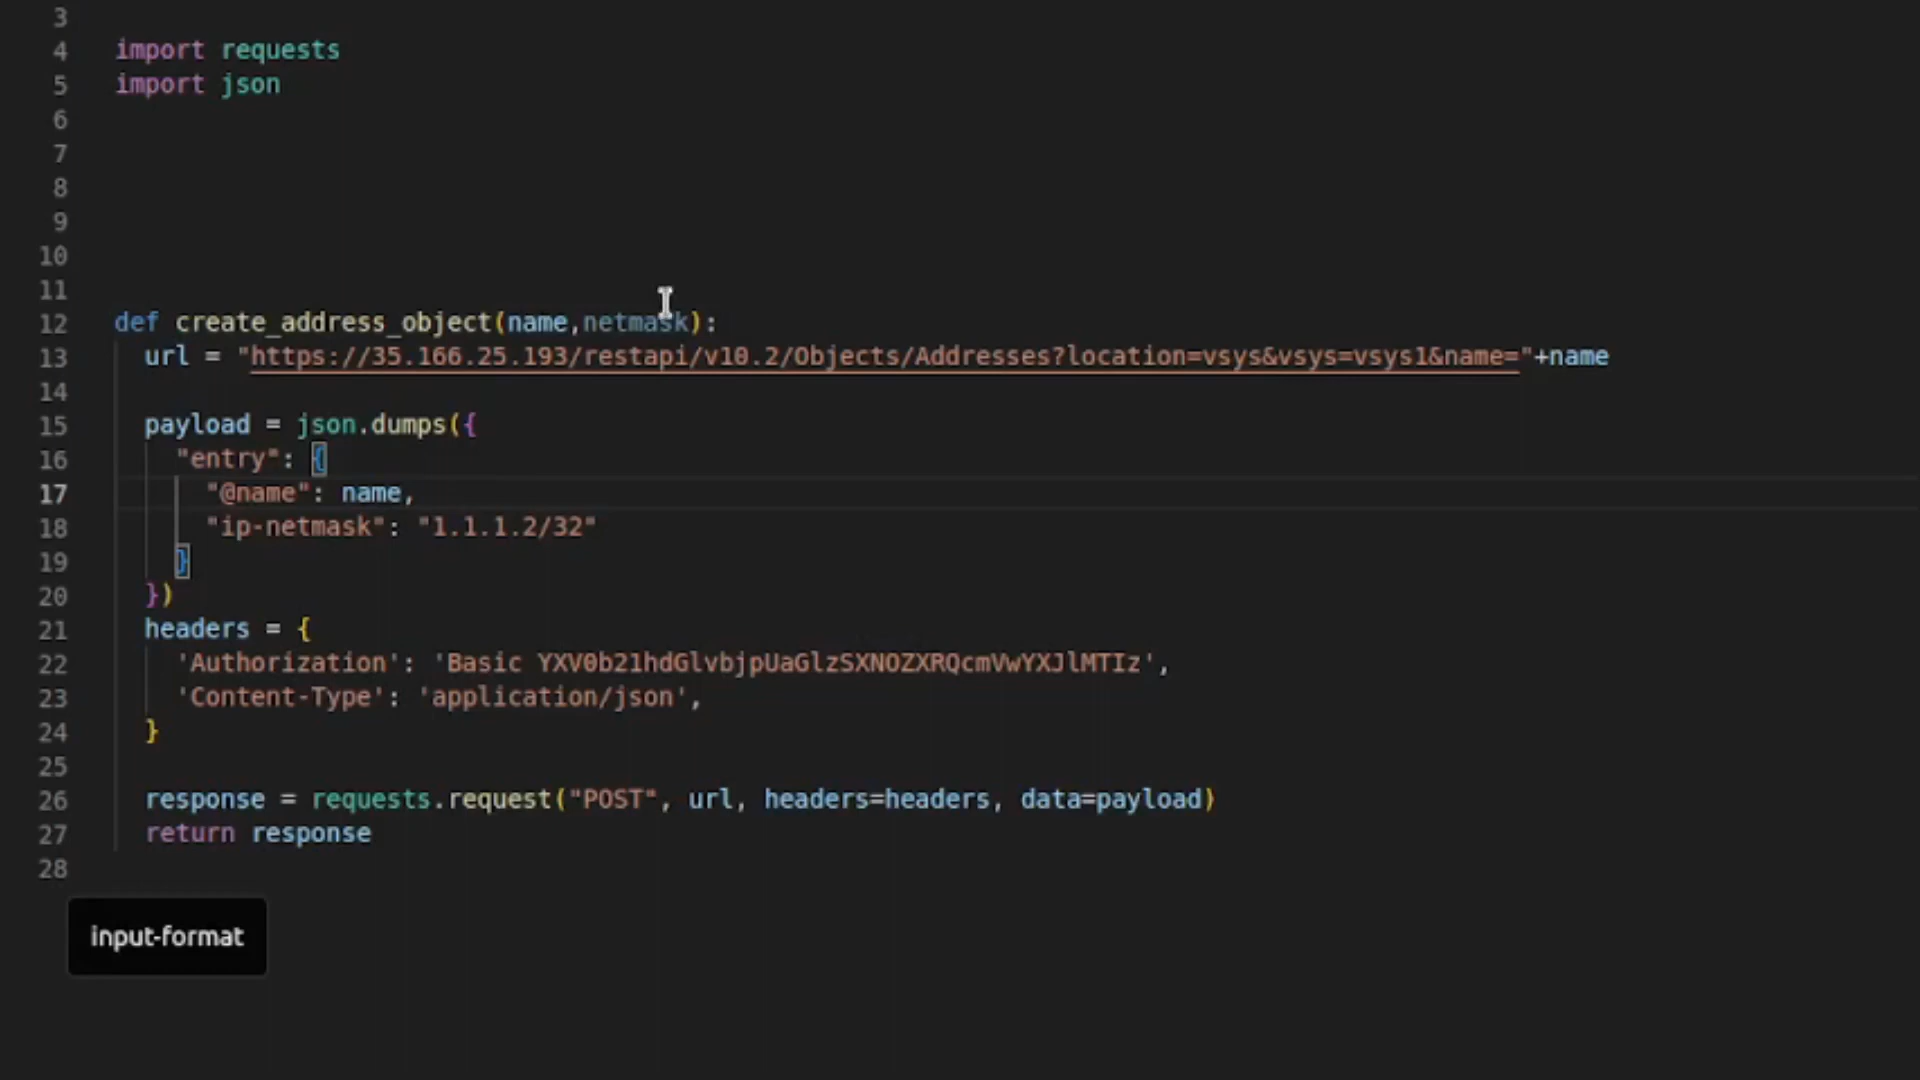 3
4 import requests
5 import json
6
7
8
9
10
11
12 def create_address_object(name,netmask):
13 url = "https://35.166.25.193/restapi/v10.2/Objects/Addresses?location=vsys&vsys=vsys1&name="+name
14
15 payload = json.dumps({
16 "entry": {
17 "@name": name,
18 "ip-netmask": "1.1.1.2/32"
19 }
20 })
21 headers = {
22 'Authorization': 'Basic YXV0b21hdGlvbjpUaGlzSXNOZXRQcmVwYXJlMTIz',
23 'Content-Type': 'application/json',
24 }
25
26 response = requests.request("POST", url, headers=headers, data=payload)
27 return response
28
input-format